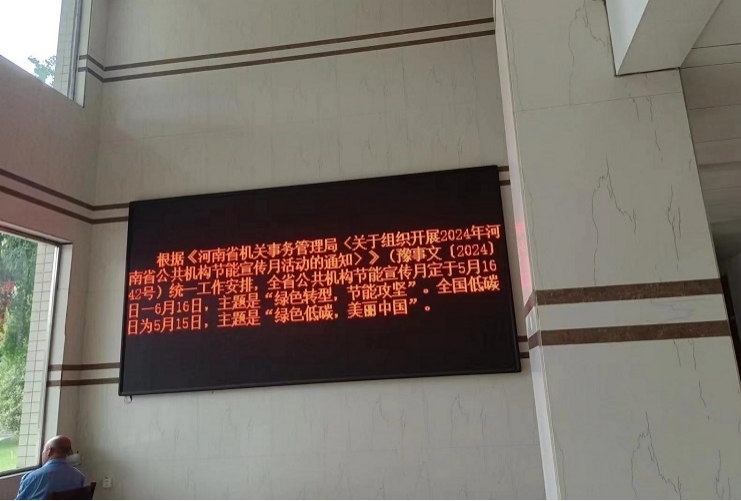 根据《河南省机关事务管理局〈关于组织开展2024年河
南省公共机构节能宣传月活动的通知〉》（豫事文〔2024〕
42号）统一工作安排，全省公共机构节能宣传月定于5月16
日—6月16日，主题是“绿色转型，节能攻坚”。全国低碳
日为5月15日，主题是“绿色低碳，美丽中国”。